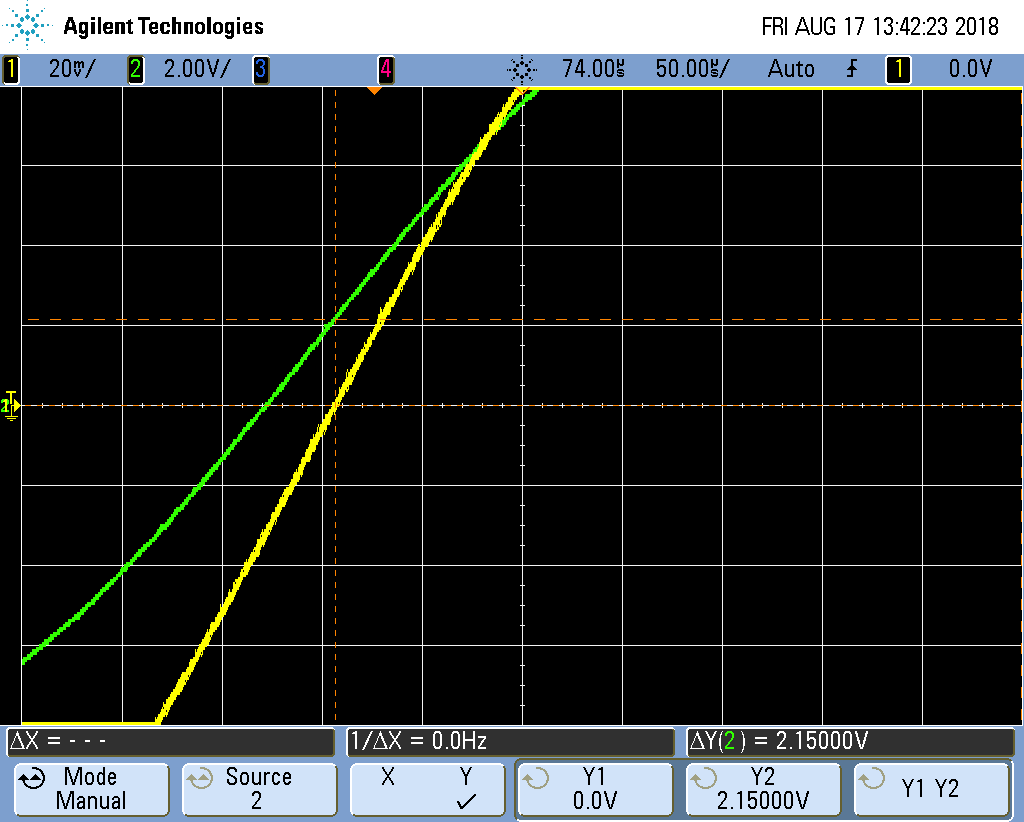 Agilent Technologies FRI AUG 17 13:42:23 2018
1 20mV/ 2 2.00V/ 3 4 74.00µs 50.00µs/ Auto 1 0.0V
ΔX = - - - 1/ΔX = 0.0Hz ΔY(2) = 2.15000V
Mode Source X Y Y1 Y2 Y1 Y2
Manual 2 0.0V 2.15000V